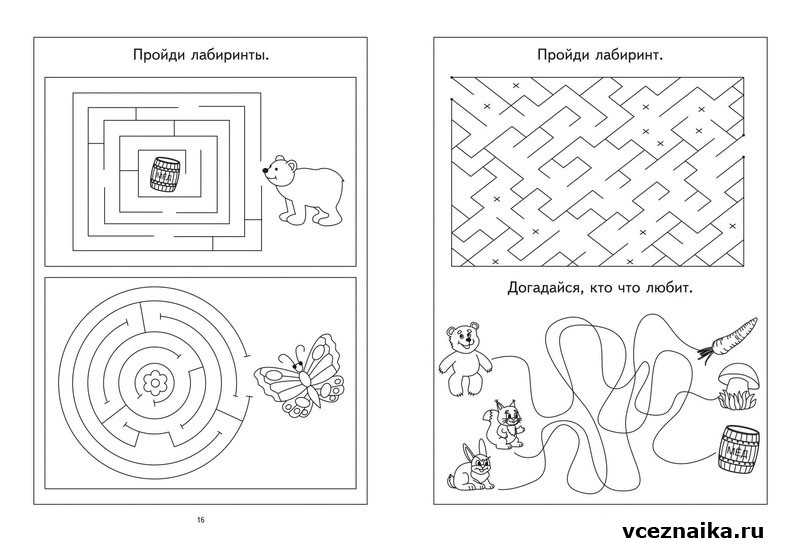 Пройди лабиринты.
МЁД
16
Пройди лабиринт.
Догадайся, кто что любит.
МЁД
vceznaika.ru